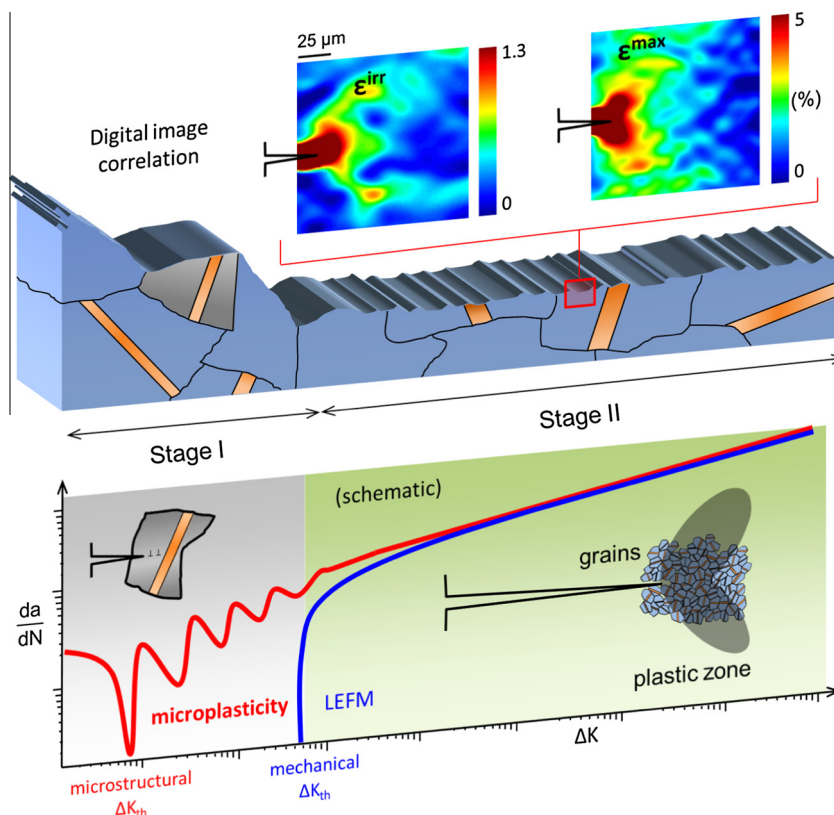 25 µm
ε^irr
1.3
0
ε^max
5
(%)
0
Digital image
correlation
Stage I
Stage II
(schematic)
da
dN
grains
plastic zone
microplasticity
LEFM
ΔK
microstructural
ΔK_th
mechanical
ΔK_th